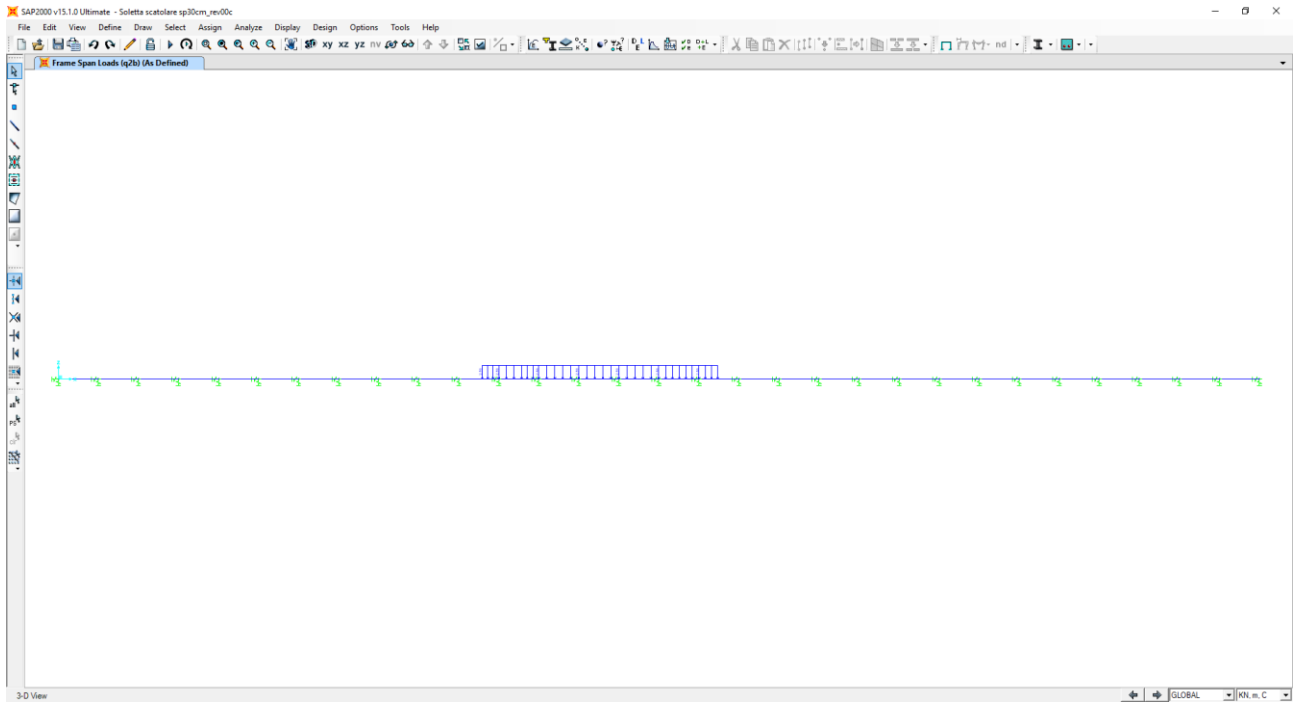 SAP2000 v15.1.0 Ultimate - Soletta scatolare sp30cm_rev00c
File Edit View Define Draw Select Assign Analyze Display Design Options Tools Help
xy xz yz nv nd
Frame Span Loads (q2b) (As Defined)
3-D View GLOBAL KN, m, C